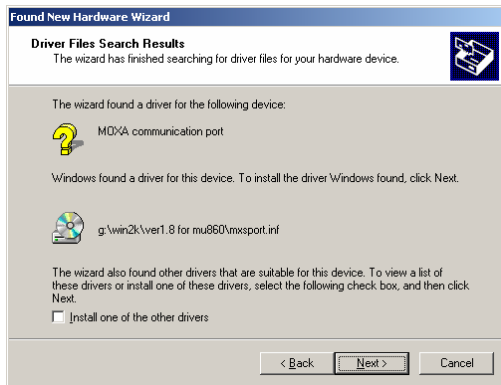 Found New Hardware Wizard
Driver Files Search Results
The wizard has finished searching for driver files for your hardware device.
The wizard found a driver for the following device:
MOXA communication port
Windows found a driver for this device. To install the driver Windows found, click Next.
g:\win2k\ver1.8 for mu860\mxsport.inf
The wizard also found other drivers that are suitable for this device. To view a list of
these drivers or install one of these drivers, select the following check box, and then click
Next.
Install one of the other drivers
< Back Next > Cancel